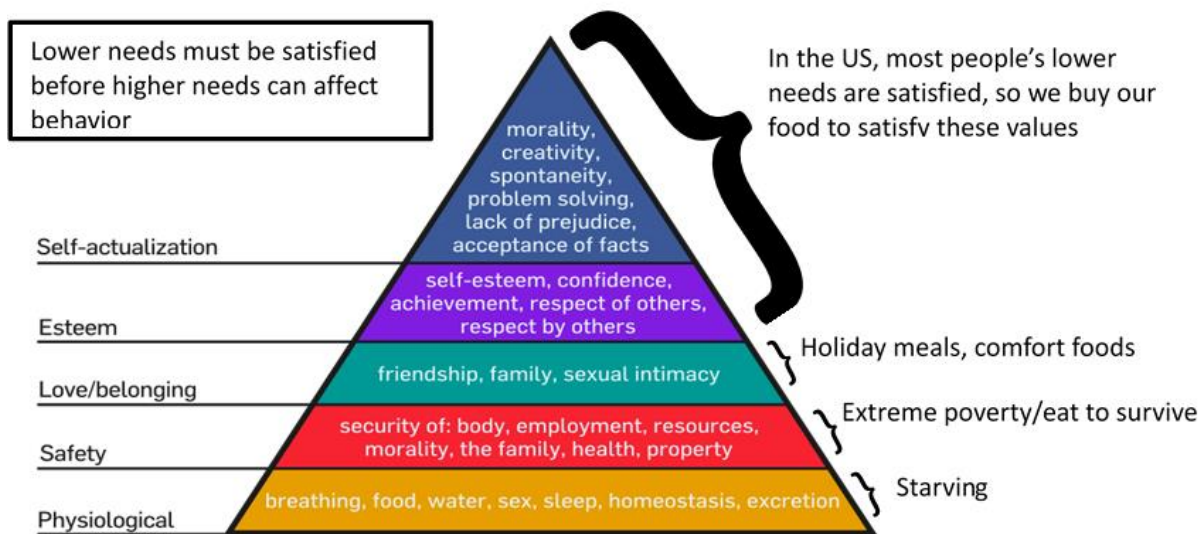 Lower needs must be satisfied
before higher needs can affect
behavior
In the US, most people’s lower
needs are satisfied, so we buy our
food to satisfy these values
morality,
creativity,
spontaneity,
problem solving,
lack of prejudice,
acceptance of facts
Self-actualization
self-esteem, confidence,
achievement, respect of others,
respect by others
Esteem
Holiday meals, comfort foods
friendship, family, sexual intimacy
Love/belonging
Extreme poverty/eat to survive
security of: body, employment, resources,
morality, the family, health, property
Safety
Starving
breathing, food, water, sex, sleep, homeostasis, excretion
Physiological